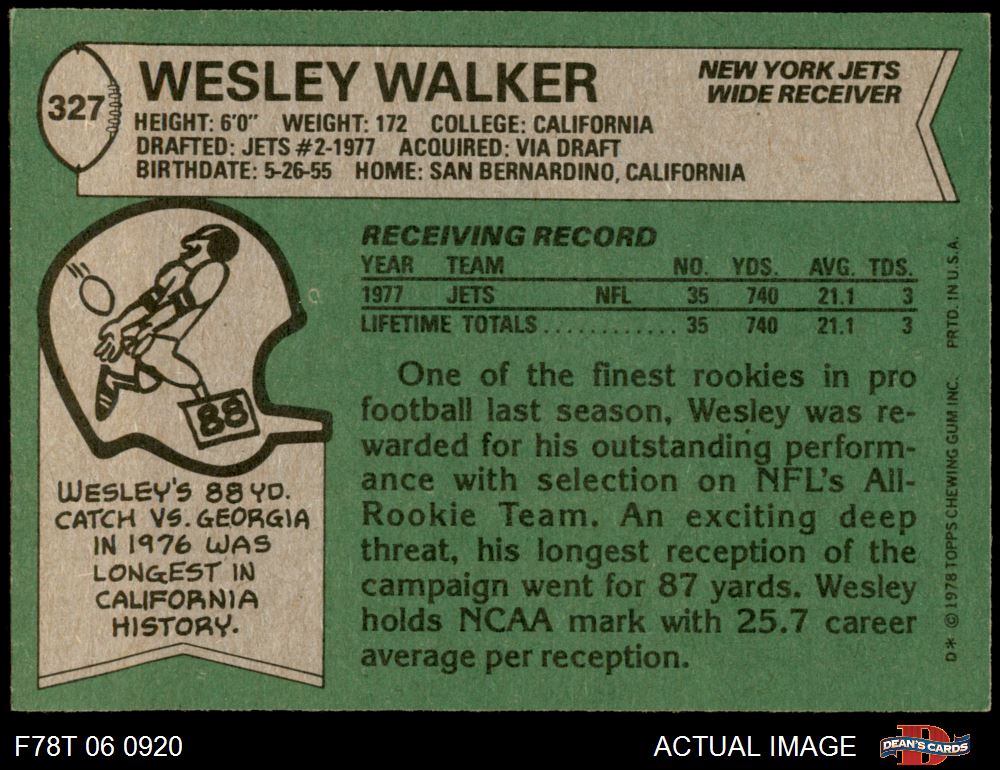 327
WESLEY WALKER
NEW YORK JETS
WIDE RECEIVER
HEIGHT: 6'0" WEIGHT: 172 COLLEGE: CALIFORNIA
DRAFTED: JETS #2-1977 ACQUIRED: VIA DRAFT
BIRTHDATE: 5-26-55 HOME: SAN BERNARDINO, CALIFORNIA
88
WESLEY'S 88 YD.
CATCH VS. GEORGIA
IN 1976 WAS
LONGEST IN
CALIFORNIA
HISTORY.
RECEIVING RECORD
YEAR TEAM NO. YDS. AVG. TDS.
1977 JETS NFL 35 740 21.1 3
LIFETIME TOTALS............ 35 740 21.1 3
One of the finest rookies in pro
football last season, Wesley was re-
warded for his outstanding perform-
ance with selection on NFL's All-
Rookie Team. An exciting deep
threat, his longest reception of the
campaign went for 87 yards. Wesley
holds NCAA mark with 25.7 career
average per reception.
D* © 1978 TOPPS CHEWING GUM INC. PRTD. IN U.S.A.
F78T 06 0920
ACTUAL IMAGE
D
DEAN'S CARDS